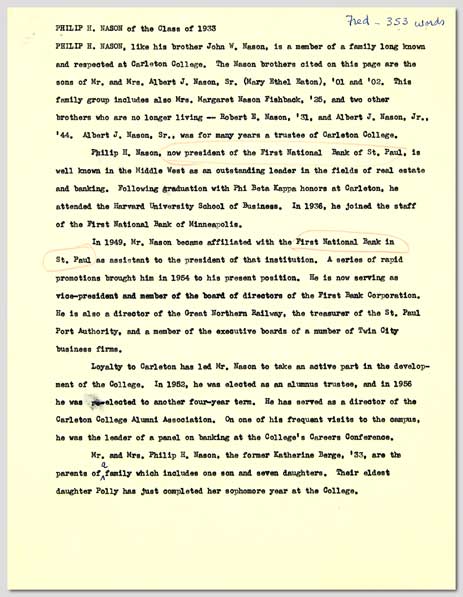 Fred - 353 words
PHILIP H. NASON of the Class of 1933
PHILIP H. NASON, like his brother John W. Nason, is a member of a family long known
and respected at Carleton College. The Nason brothers cited on this page are the
sons of Mr. and Mrs. Albert J. Nason, Sr. (Mary Ethel Eaton), '01 and '02. This
family group includes also Mrs. Margaret Nason Fishback, '25, and two other
brothers who are no longer living -- Robert E. Nason, '31, and Albert J. Nason, Jr.,
'44. Albert J. Nason, Sr., was for many years a trustee of Carleton College.
Philip H. Nason, now president of the First National Bank of St. Paul, is
well known in the Middle West as an outstanding leader in the fields of real estate
and banking. Following graduation with Phi Beta Kappa honors at Carleton, he
attended the Harvard University School of Business. In 1936, he joined the staff
of the First National Bank of Minneapolis.
In 1949, Mr. Nason became affiliated with the First National Bank in
St. Paul as assistant to the president of that institution. A series of rapid
promotions brought him in 1954 to his present position. He is now serving as
vice-president and member of the board of directors of the First Bank Corporation.
He is also a director of the Great Northern Railway, the treasurer of the St. Paul
Port Authority, and a member of the executive boards of a number of Twin City
business firms.
Loyalty to Carleton has led Mr. Nason to take an active part in the develop-
ment of the College. In 1952, he was elected as an alumnus trustee, and in 1956
he was re-elected to another four-year term. He has served as a director of the
Carleton College Alumni Association. On one of his frequent visits to the campus,
he was the leader of a panel on banking at the College's Careers Conference.
Mr. and Mrs. Philip H. Nason, the former Katherine Berge, '33, are the
parents of a family which includes one son and seven daughters. Their eldest
daughter Polly has just completed her sophomore year at the College.